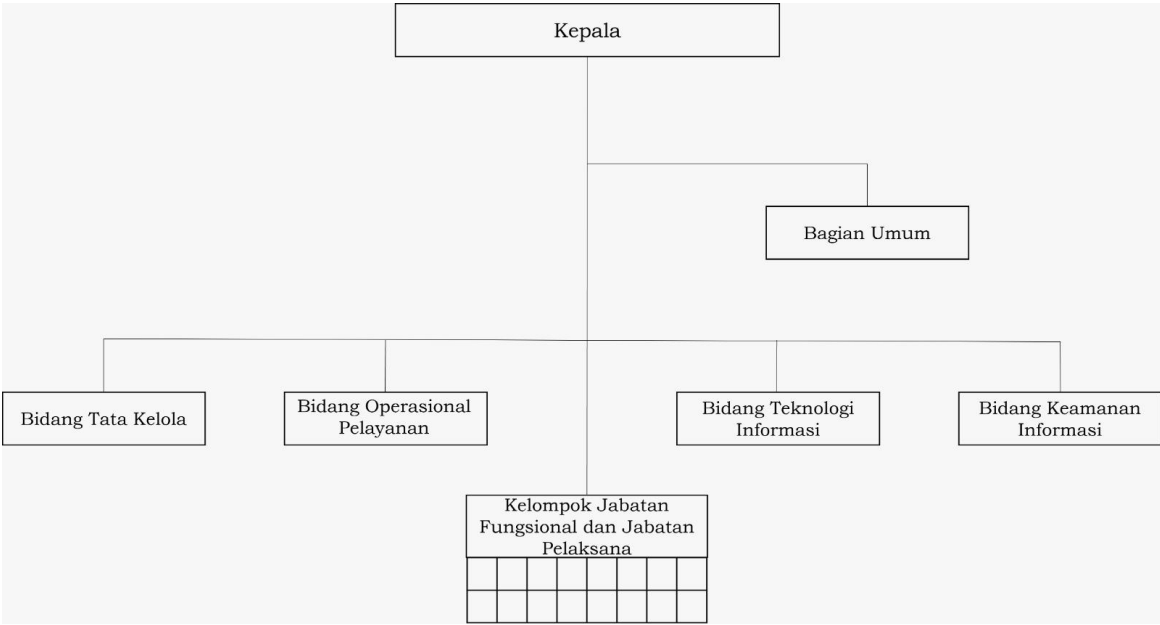 Kepala
Bagian Umum
Bidang Tata Kelola
Bidang Operasional
Pelayanan
Bidang Teknologi
Informasi
Bidang Keamanan
Informasi
Kelompok Jabatan
Fungsional dan Jabatan
Pelaksana